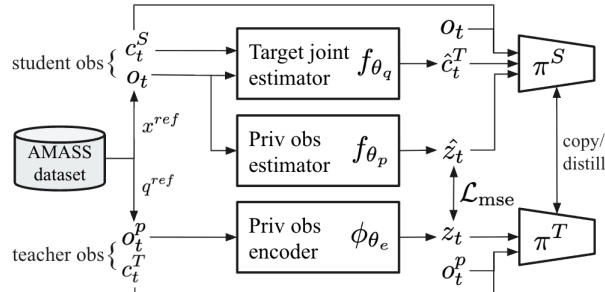 student obs { c_t^S
o_t
Target joint estimator f_{θ_q}
ĉ_t^T
o_t
π^S
AMASS dataset
x^{ref}
q^{ref}
Priv obs estimator f_{θ_p}
ẑ_t
ℒ_mse
copy/
distill
teacher obs { o_t^p
c_t^T
Priv obs encoder ϕ_{θ_e}
z_t
o_t^p
π^T